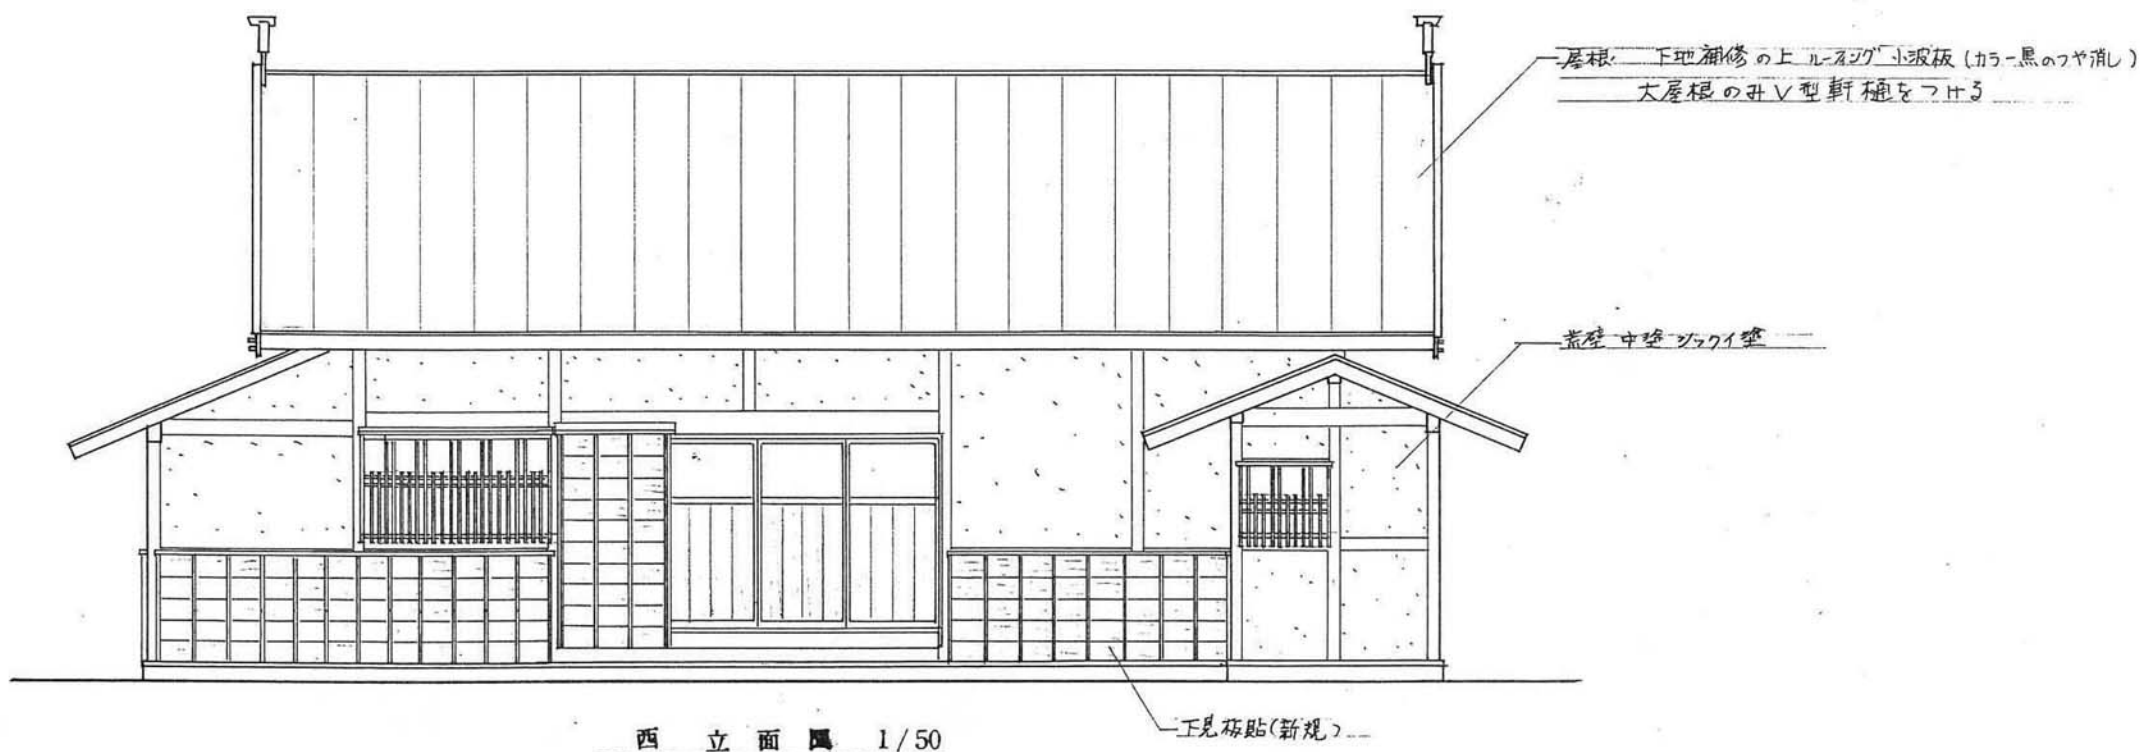 屋根 下地補修の上 ルーフィング 小波板 (カラー黒のつや消し)
大屋根のみV型軒樋をつける
荒壁 中塗 シックイ塗
下見板貼(新規)
西 立 面 圖 1/50